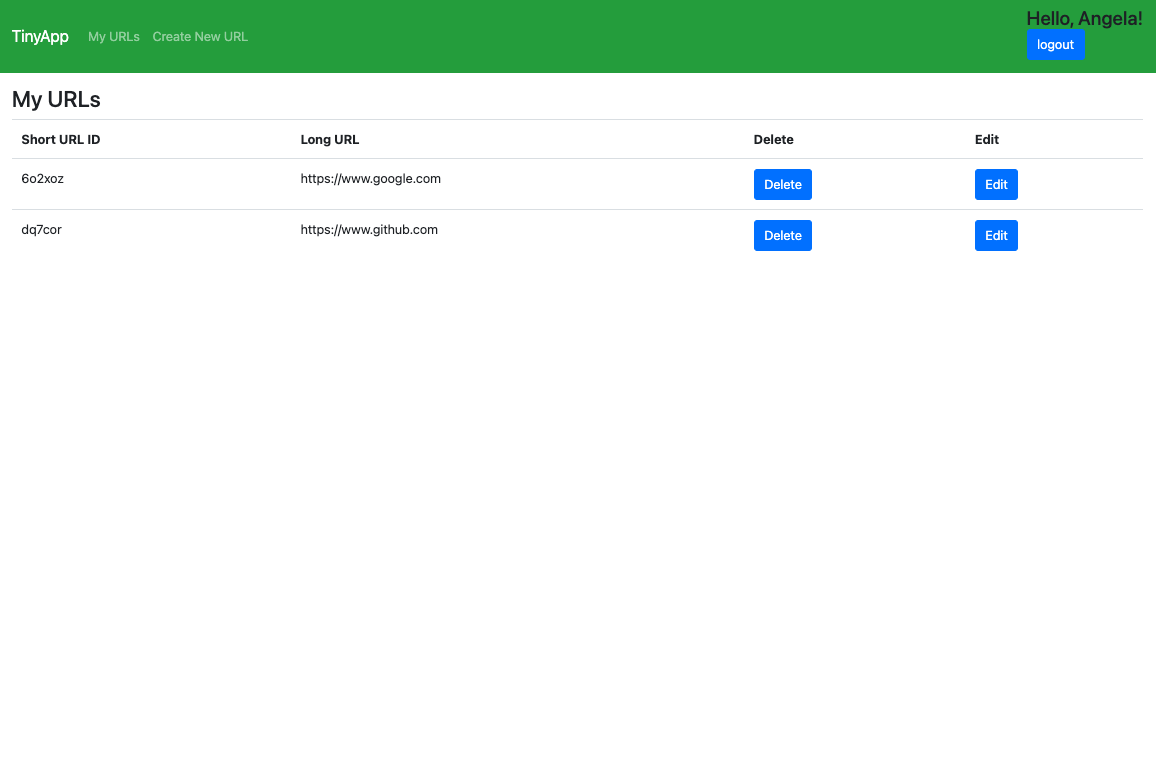 TinyApp My URLs Create New URL
Hello, Angela!
logout
My URLs
Short URL ID Long URL Delete Edit
6o2xoz https://www.google.com Delete Edit
dq7cor https://www.github.com Delete Edit